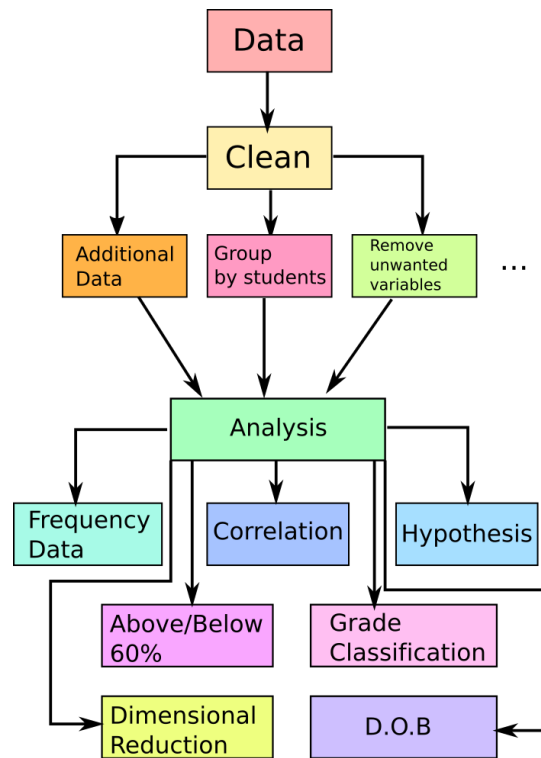 Data
Clean
Additional
Data
Group
by students
Remove
unwanted
variables
...
Analysis
Frequency
Data
Correlation
Hypothesis
Above/Below
60%
Grade
Classification
Dimensional
Reduction
D.O.B